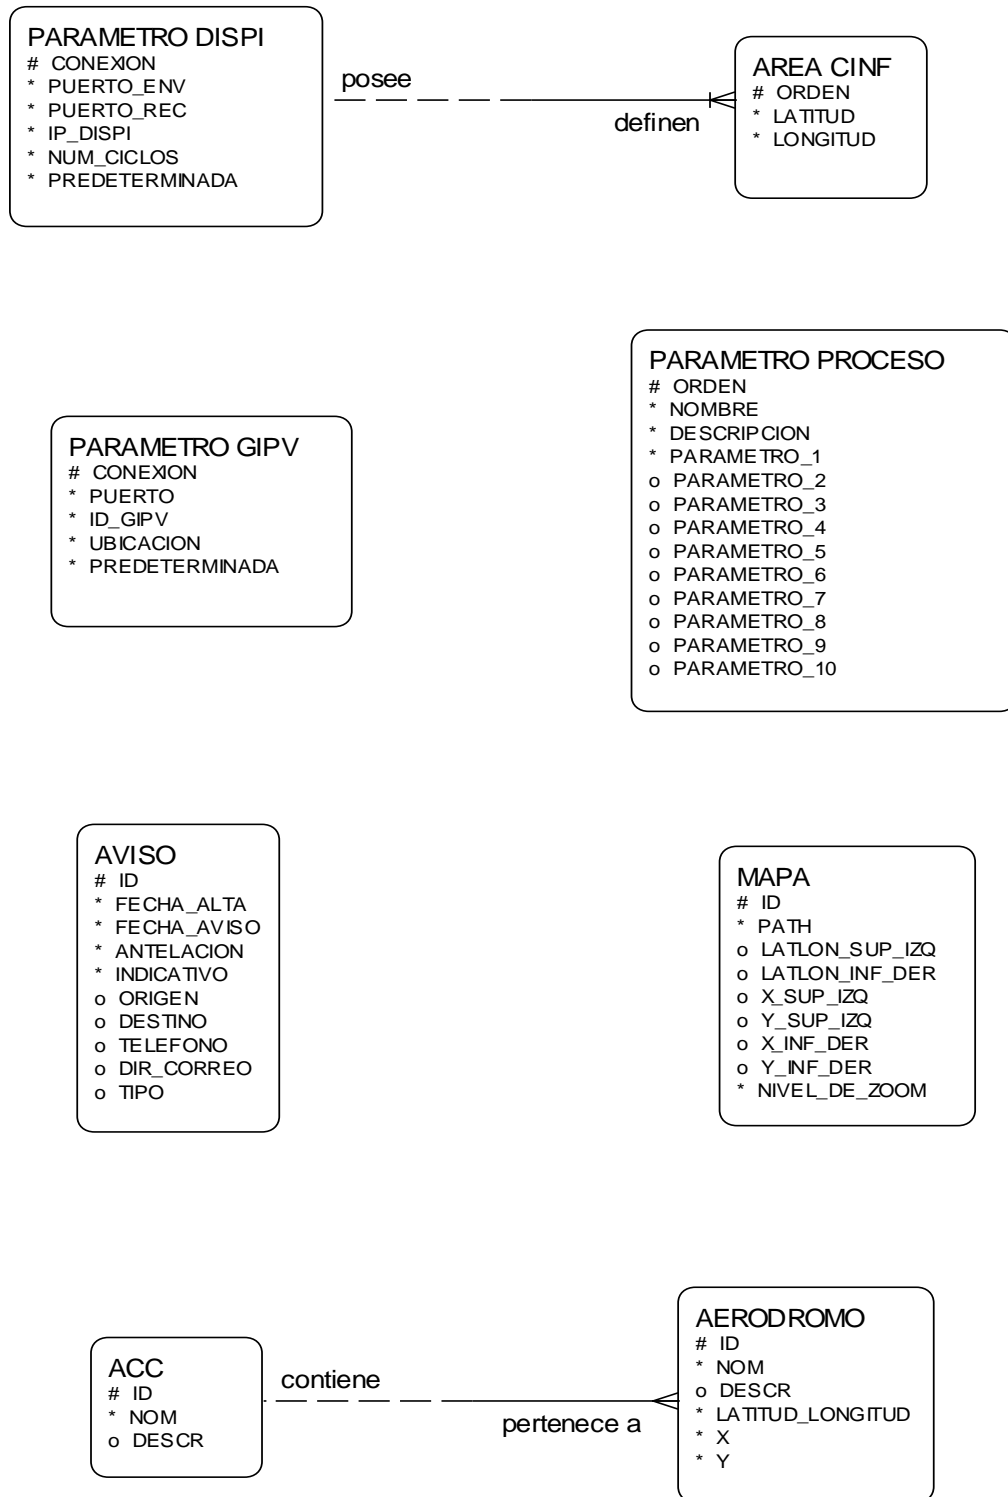 PARAMETRO DISPI
# CONEXION
* PUERTO_ENV
* PUERTO_REC
* IP_DISPI
* NUM_CICLOS
* PREDETERMINADA
posee
definen
AREA CINF
# ORDEN
* LATITUD
* LONGITUD
PARAMETRO GIPV
# CONEXION
* PUERTO
* ID_GIPV
* UBICACION
* PREDETERMINADA
PARAMETRO PROCESO
# ORDEN
* NOMBRE
* DESCRIPCION
* PARAMETRO_1
o PARAMETRO_2
o PARAMETRO_3
o PARAMETRO_4
o PARAMETRO_5
o PARAMETRO_6
o PARAMETRO_7
o PARAMETRO_8
o PARAMETRO_9
o PARAMETRO_10
AVISO
# ID
* FECHA_ALTA
* FECHA_AVISO
* ANTELACION
* INDICATIVO
o ORIGEN
o DESTINO
o TELEFONO
o DIR_CORREO
o TIPO
MAPA
# ID
* PATH
o LATLON_SUP_IZQ
o LATLON_INF_DER
o X_SUP_IZQ
o Y_SUP_IZQ
o X_INF_DER
o Y_INF_DER
* NIVEL_DE_ZOOM
ACC
# ID
* NOM
o DESCR
contiene
pertenece a
AERODROMO
# ID
* NOM
o DESCR
* LATITUD_LONGITUD
* X
* Y